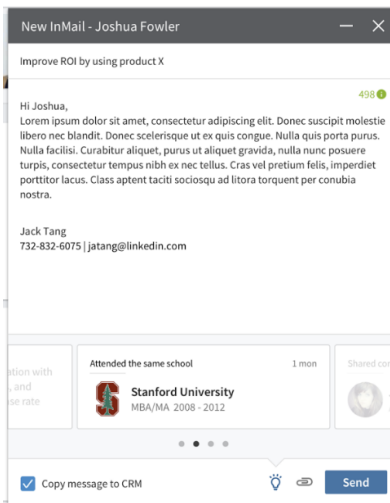 New InMail - Joshua Fowler
Improve ROI by using product X
498
Hi Joshua,
Lorem ipsum dolor sit amet, consectetur adipiscing elit. Donec suscipit molestie
libero nec blandit. Donec scelerisque ut ex quis congue. Nulla quis porta purus.
Nulla facilisi. Curabitur aliquet, purus ut aliquet gravida, nulla nunc posuere
turpis, consectetur tempus nibh ex nec tellus. Cras vel pretium felis, imperdiet
porttitor lacus. Class aptent taciti sociosqu ad litora torquent per conubia
nostra.
Jack Tang
732-832-6075 | jatang@linkedin.com
with
, and
rate
Attended the same school
1 mon
Stanford University
MBA/MA 2008 - 2012
Shared
Copy message to CRM
Send